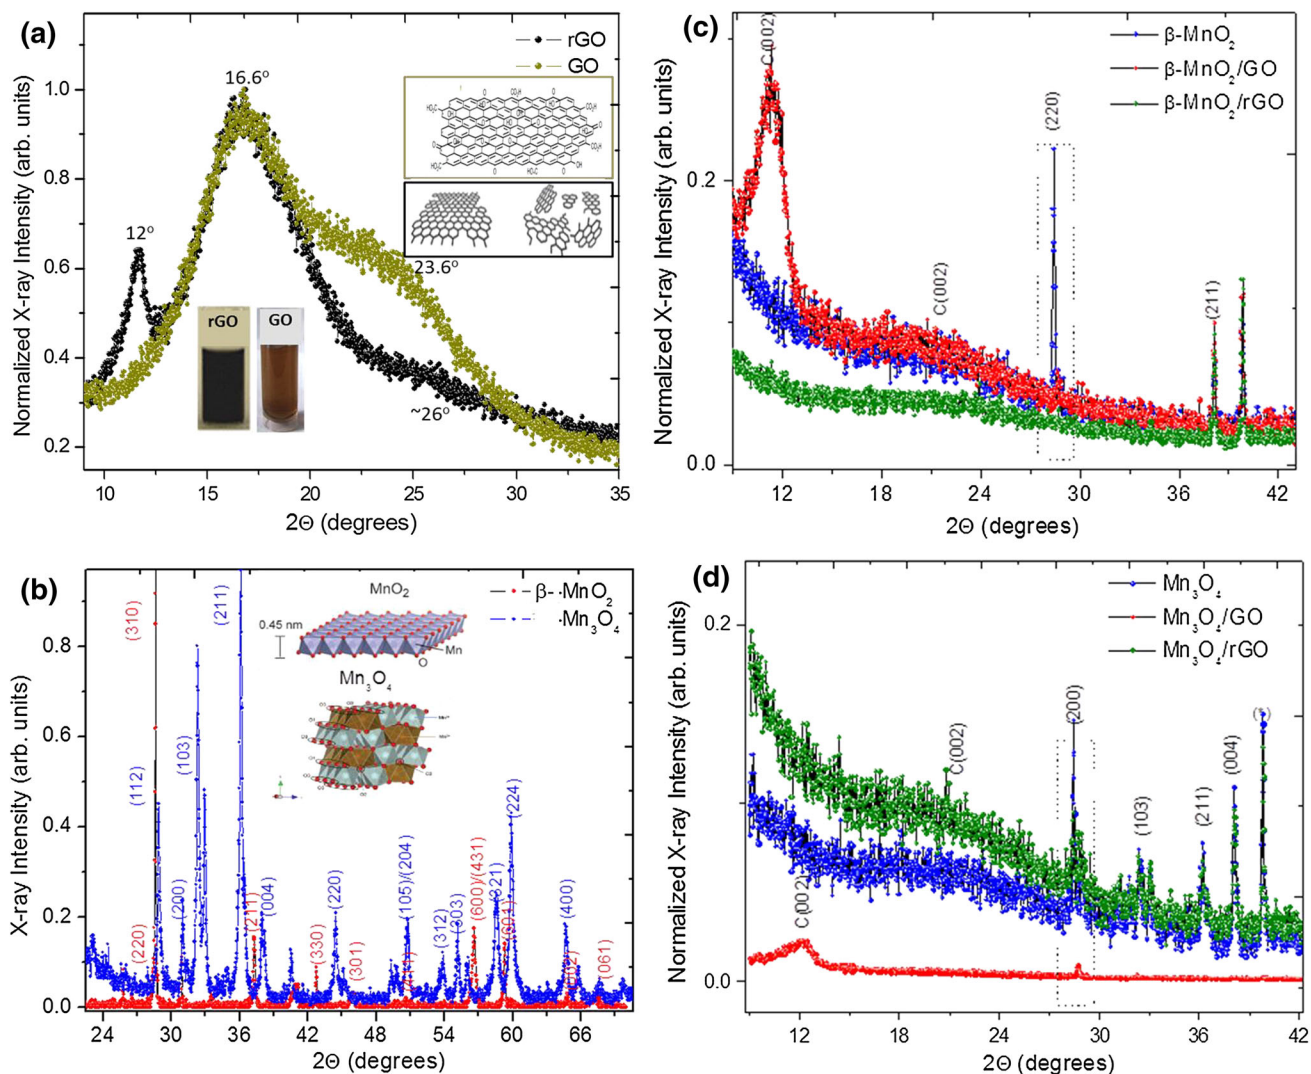 (a)
rGO
GO
16.6°
12°
23.6°
~26°
rGO GO
Normalized X-ray Intensity (arb. units)
1.0
0.8
0.6
0.4
0.2
10 15 20 25 30 35
2Θ (degrees)
(c)
β-MnO2
β-MnO2/GO
β-MnO2/rGO
C(002)
(220)
C(002)
(211)
Normalized X-ray Intensity (arb. units)
0.2
0.0
12 18 24 30 36 42
2Θ (degrees)
(b)
β-·MnO2
·Mn3O4
MnO2
0.45 nm
Mn
O
Mn3O4
(310)
(112)
(220)
(200)
(103)
(211)
(211)
(004)
(330)
(220)
(301)
(105)/(204)
(312)
(303)
(600)/(431)
(321)
(224)
(400)
(061)
X-ray Intensity (arb. units)
0.8
0.6
0.4
0.2
0.0
24 30 36 42 48 54 60 66
2Θ (degrees)
(d)
Mn3O4
Mn3O4/GO
Mn3O4/rGO
C(002)
C(002)
(200)
(103)
(211)
(004)
(*)
Normalized X-ray Intensity (arb. units)
0.2
0.0
12 18 24 30 36 42
2Θ (degrees)